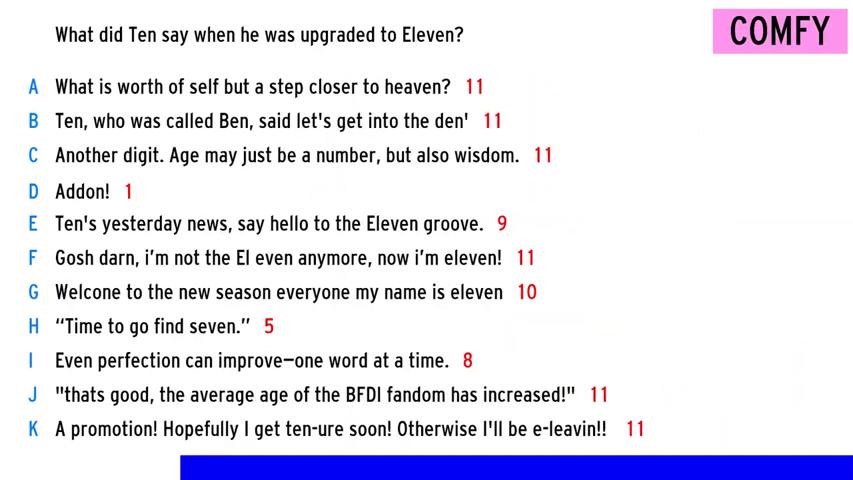 What did Ten say when he was upgraded to Eleven?
COMFY
A What is worth of self but a step closer to heaven? 11
B Ten, who was called Ben, said let's get into the den' 11
C Another digit. Age may just be a number, but also wisdom. 11
D Addon! 1
E Ten's yesterday news, say hello to the Eleven groove. 9
F Gosh darn, i’m not the El even anymore, now i’m eleven! 11
G Welcone to the new season everyone my name is eleven 10
H “Time to go find seven.” 5
I Even perfection can improve—one word at a time. 8
J "thats good, the average age of the BFDI fandom has increased!" 11
K A promotion! Hopefully I get ten-ure soon! Otherwise I'll be e-leavin!! 11